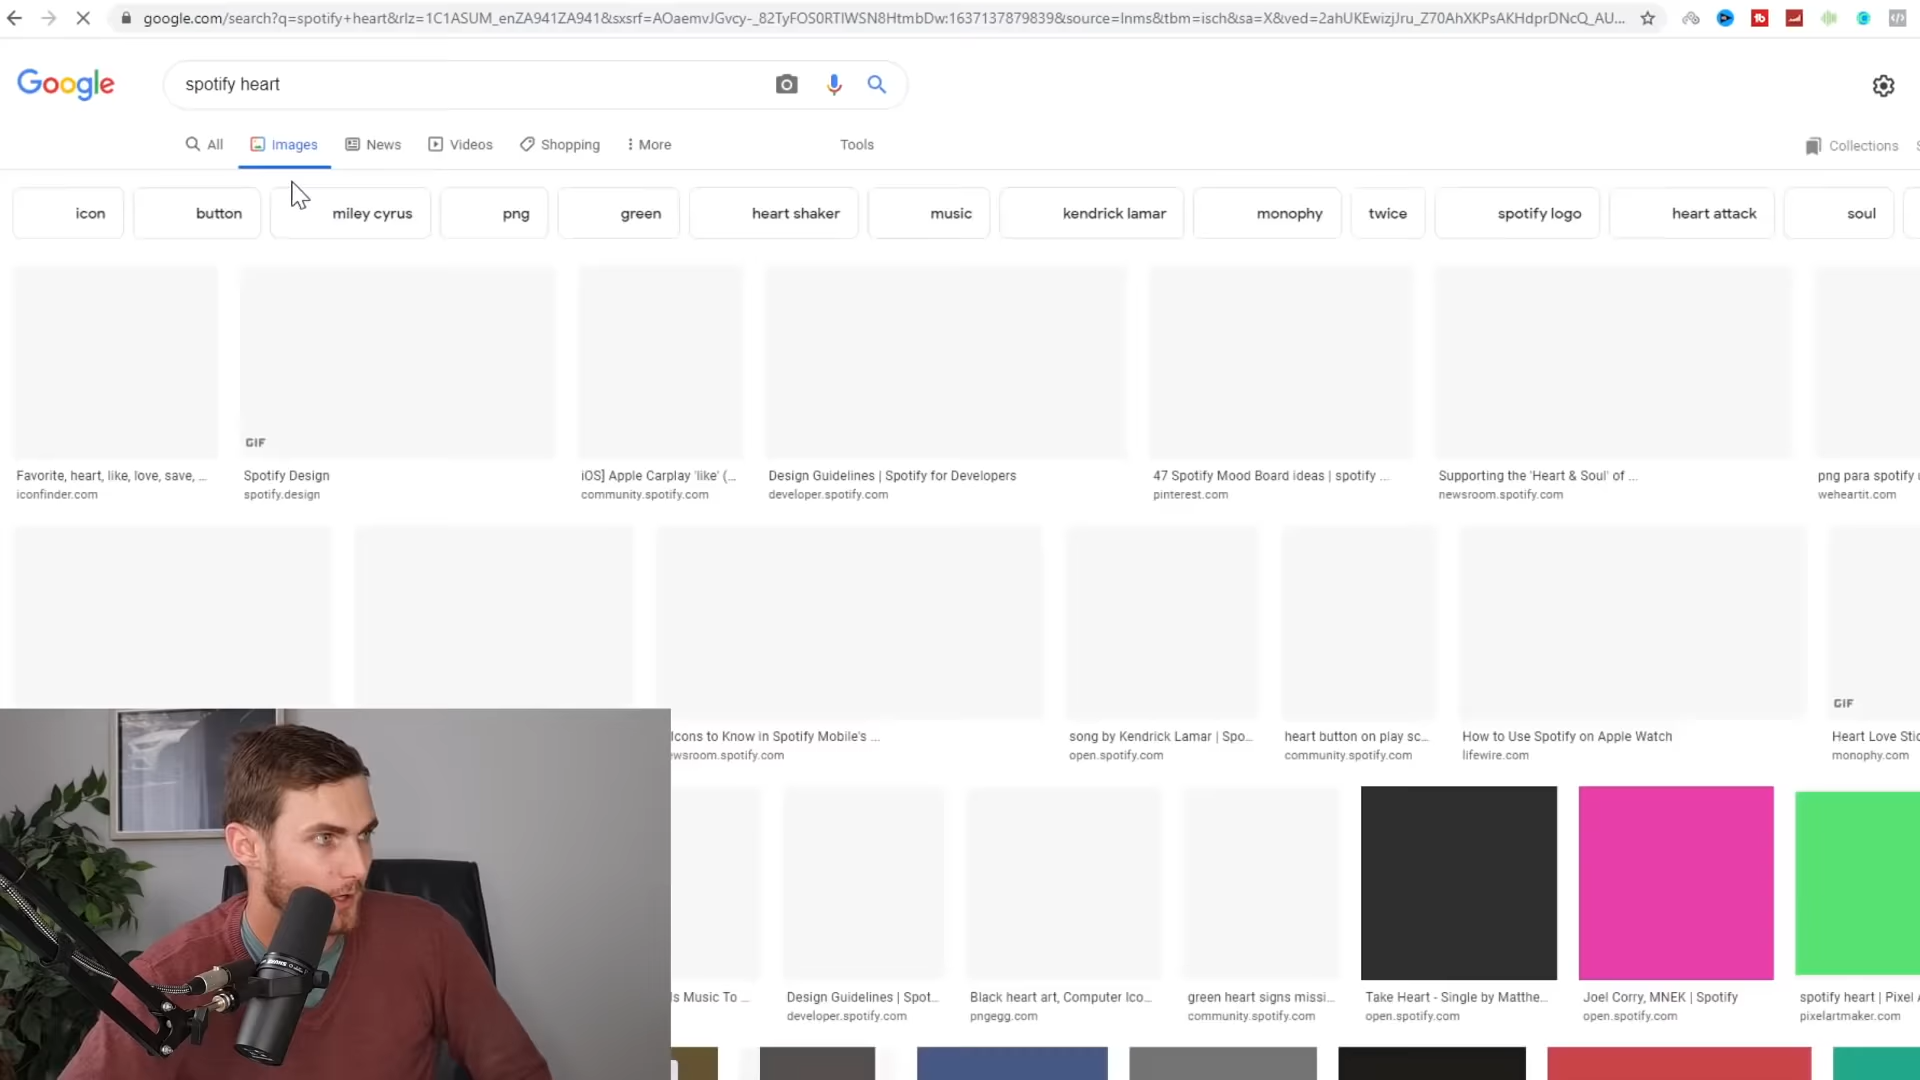 google.com/search?q=spotify+heart&rlz=1C1ASUM_enZA941ZA941&sxsrf=AOaemvJGvcy-_82TyFOS0RTIWSN8HtmbDw:1637137879839&source=lnms&tbm=isch&sa=X&ved=2ahUKEwizjJru_Z70AhXKPsAKHdprDNcQ_AU...
Google
spotify heart
All Images News Videos Shopping More Tools Collections
icon button miley cyrus png green heart shaker music kendrick lamar monophy twice spotify logo heart attack soul
GIF
Favorite, heart, like, love, save, ... Spotify Design iOS] Apple Carplay 'like' (... Design Guidelines | Spotify for Developers 47 Spotify Mood Board ideas | spotify ... Supporting the 'Heart & Soul' of ... png para spotify
iconfinder.com spotify.design community.spotify.com developer.spotify.com pinterest.com newsroom.spotify.com weheartit.com
GIF
Icons to Know in Spotify Mobile's ... song by Kendrick Lamar | Spo... heart button on play sc... How to Use Spotify on Apple Watch Heart Love Stic
ewsroom.spotify.com open.spotify.com community.spotify.com lifewire.com monophy.com
ls Music To ... Design Guidelines | Spot... Black heart art, Computer Ico... green heart signs missi... Take Heart - Single by Matthe... Joel Corry, MNEK | Spotify spotify heart | Pixel
developer.spotify.com pngegg.com community.spotify.com open.spotify.com open.spotify.com pixelartmaker.com